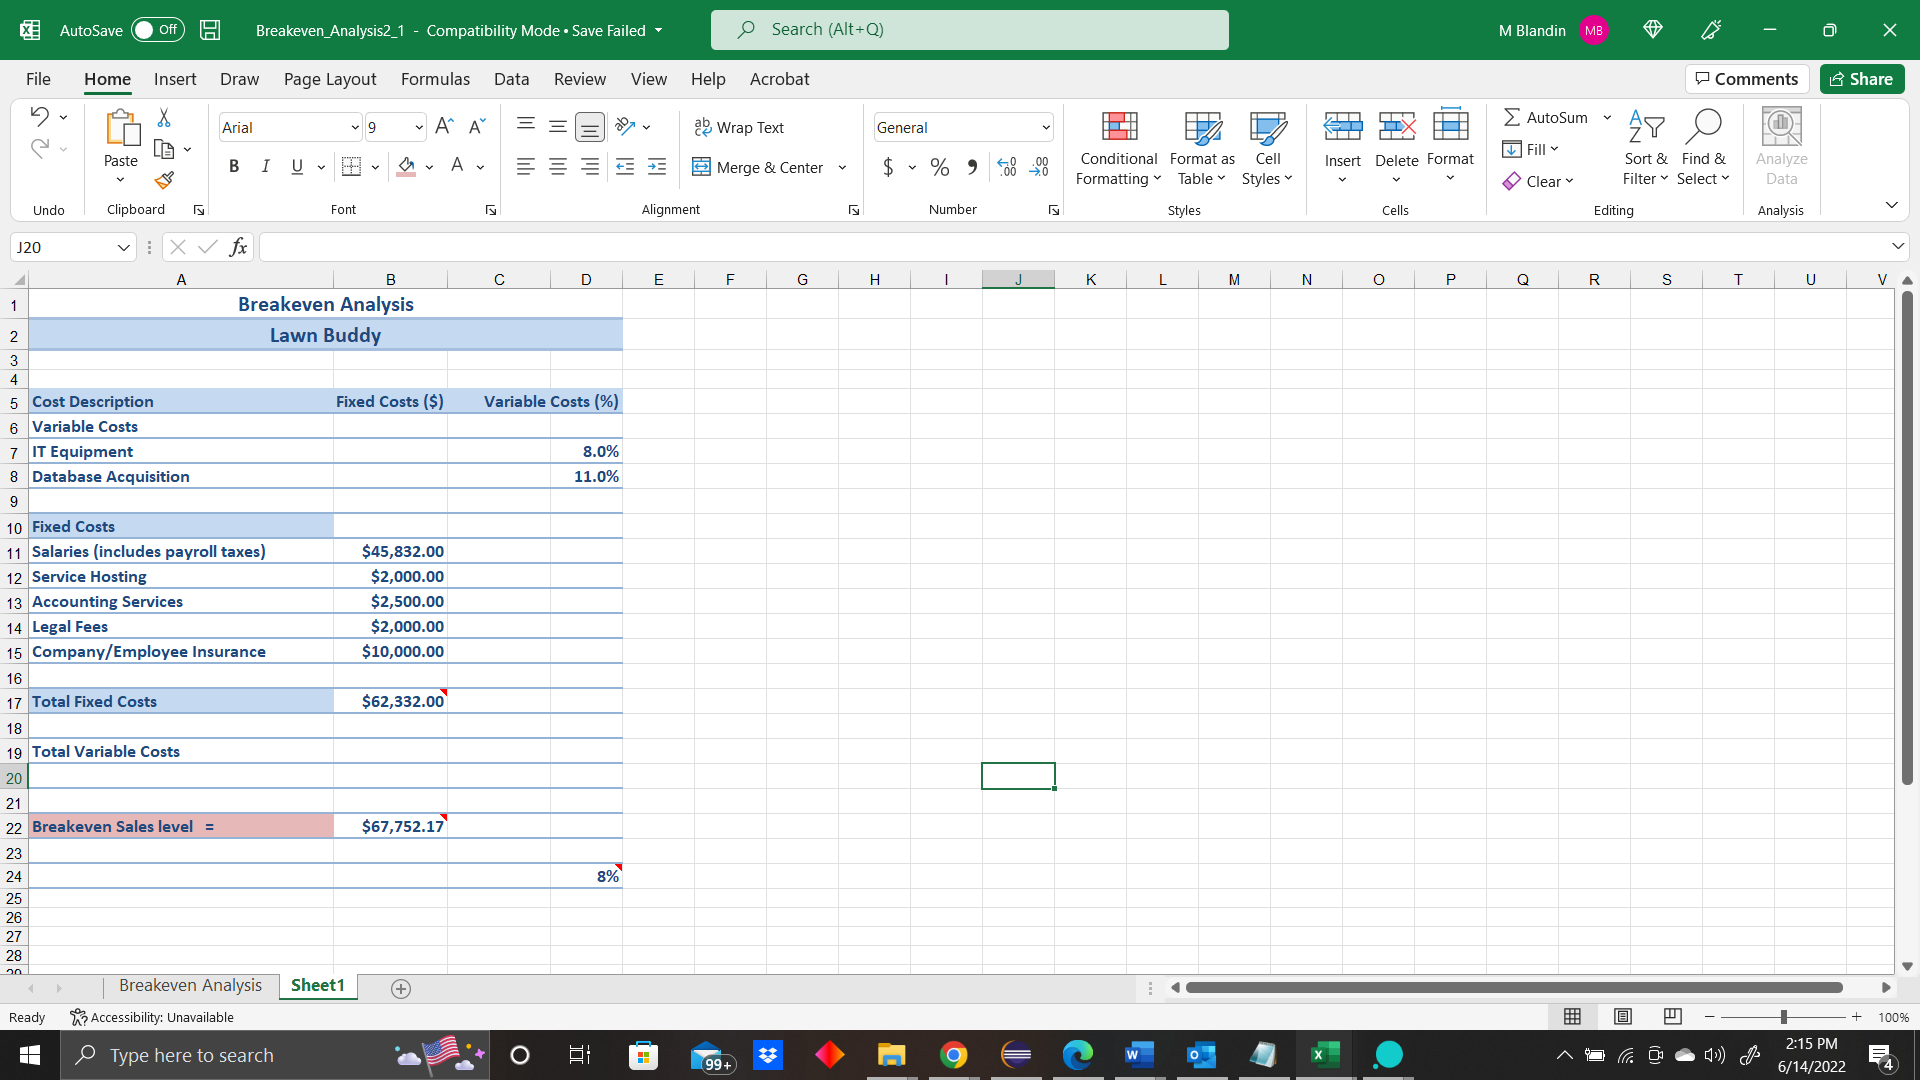 AutoSave Off Breakeven_Analysis2_1 - Compatibility Mode • Save Failed Search (Alt+Q) M Blandin MB
File Home Insert Draw Page Layout Formulas Data Review View Help Acrobat Comments Share
Arial 9 Wrap Text General
Paste B I U A Merge & Center $ % Conditional Formatting Format as Table Cell Styles Insert Delete Format
AutoSum Fill Clear Sort & Filter Find & Select Analyze Data
Undo Clipboard Font Alignment Number Styles Cells Editing Analysis
J20 fx
A B C D E F G H I J K L M N O P Q R S T U V
1 Breakeven Analysis
2 Lawn Buddy
3
4
5 Cost Description Fixed Costs ($) Variable Costs (%)
6 Variable Costs
7 IT Equipment 8.0%
8 Database Acquisition 11.0%
9
10 Fixed Costs
11 Salaries (includes payroll taxes) $45,832.00
12 Service Hosting $2,000.00
13 Accounting Services $2,500.00
14 Legal Fees $2,000.00
15 Company/Employee Insurance $10,000.00
16
17 Total Fixed Costs $62,332.00
18
19 Total Variable Costs
20
21
22 Breakeven Sales level = $67,752.17
23
24 8%
25
26
27
28
29
Breakeven Analysis Sheet1
Ready Accessibility: Unavailable 100%
Type here to search 99+ 2:15 PM
6/14/2022 4